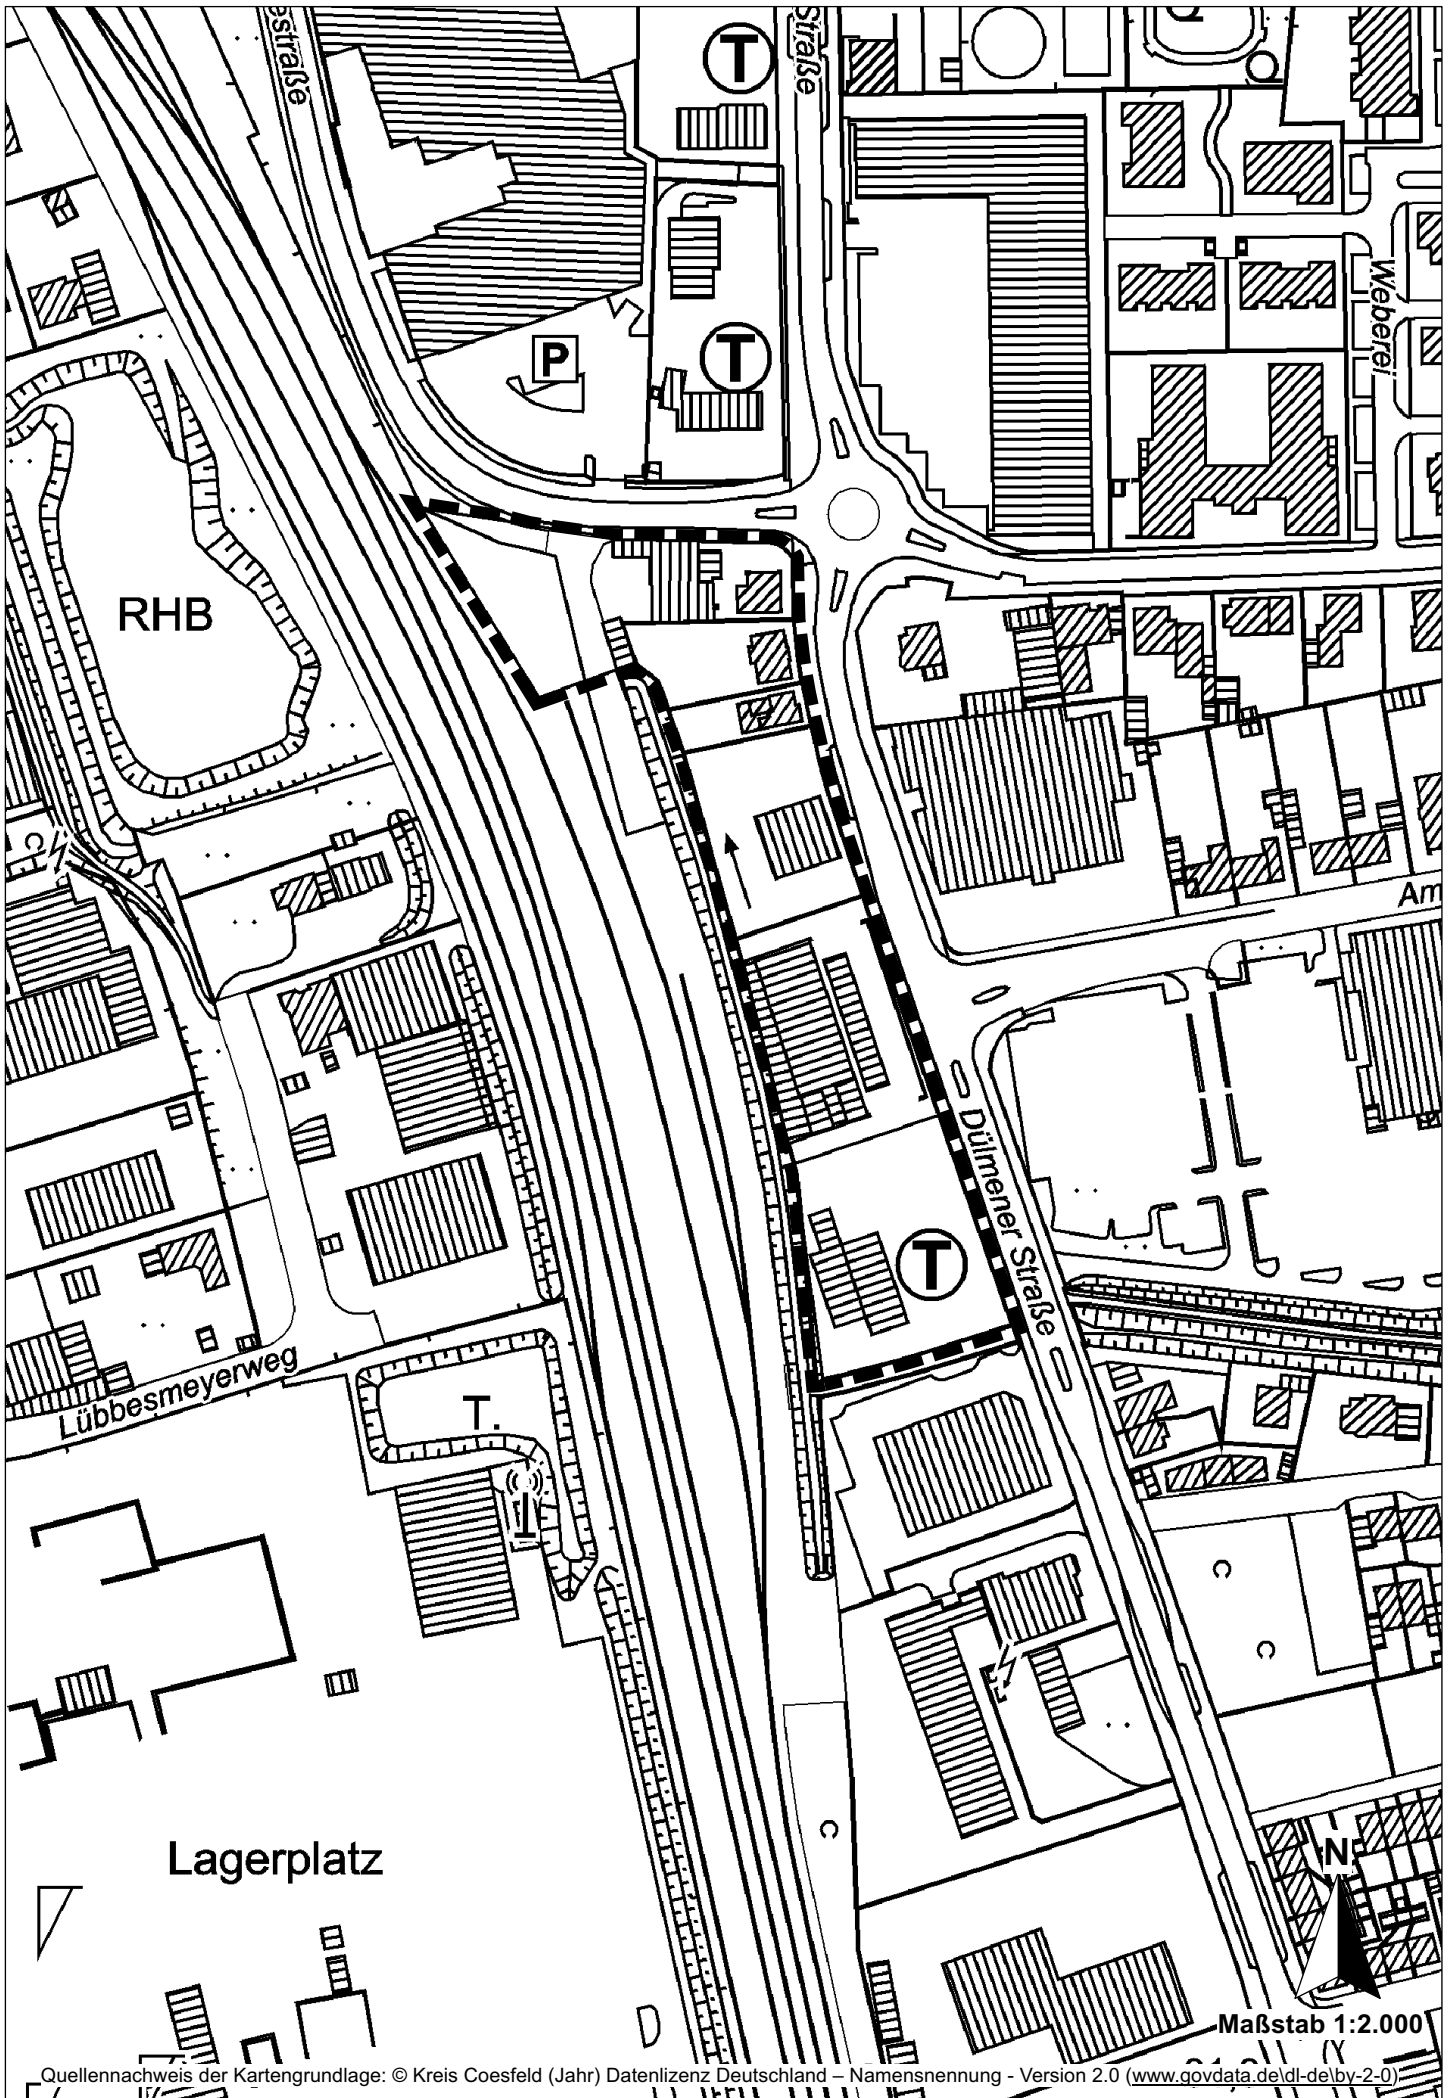 estraße
T
Straße
Weberei
P
T
RHB
Am
C
Dülmener Straße
T
Lübbesmeyerweg
T.
C
C
C
Lagerplatz
N
Maßstab 1:2.000
Quellennachweis der Kartengrundlage: © Kreis Coesfeld (Jahr) Datenlizenz Deutschland – Namensnennung - Version 2.0 (www.govdata.de\dl-de\by-2-0)